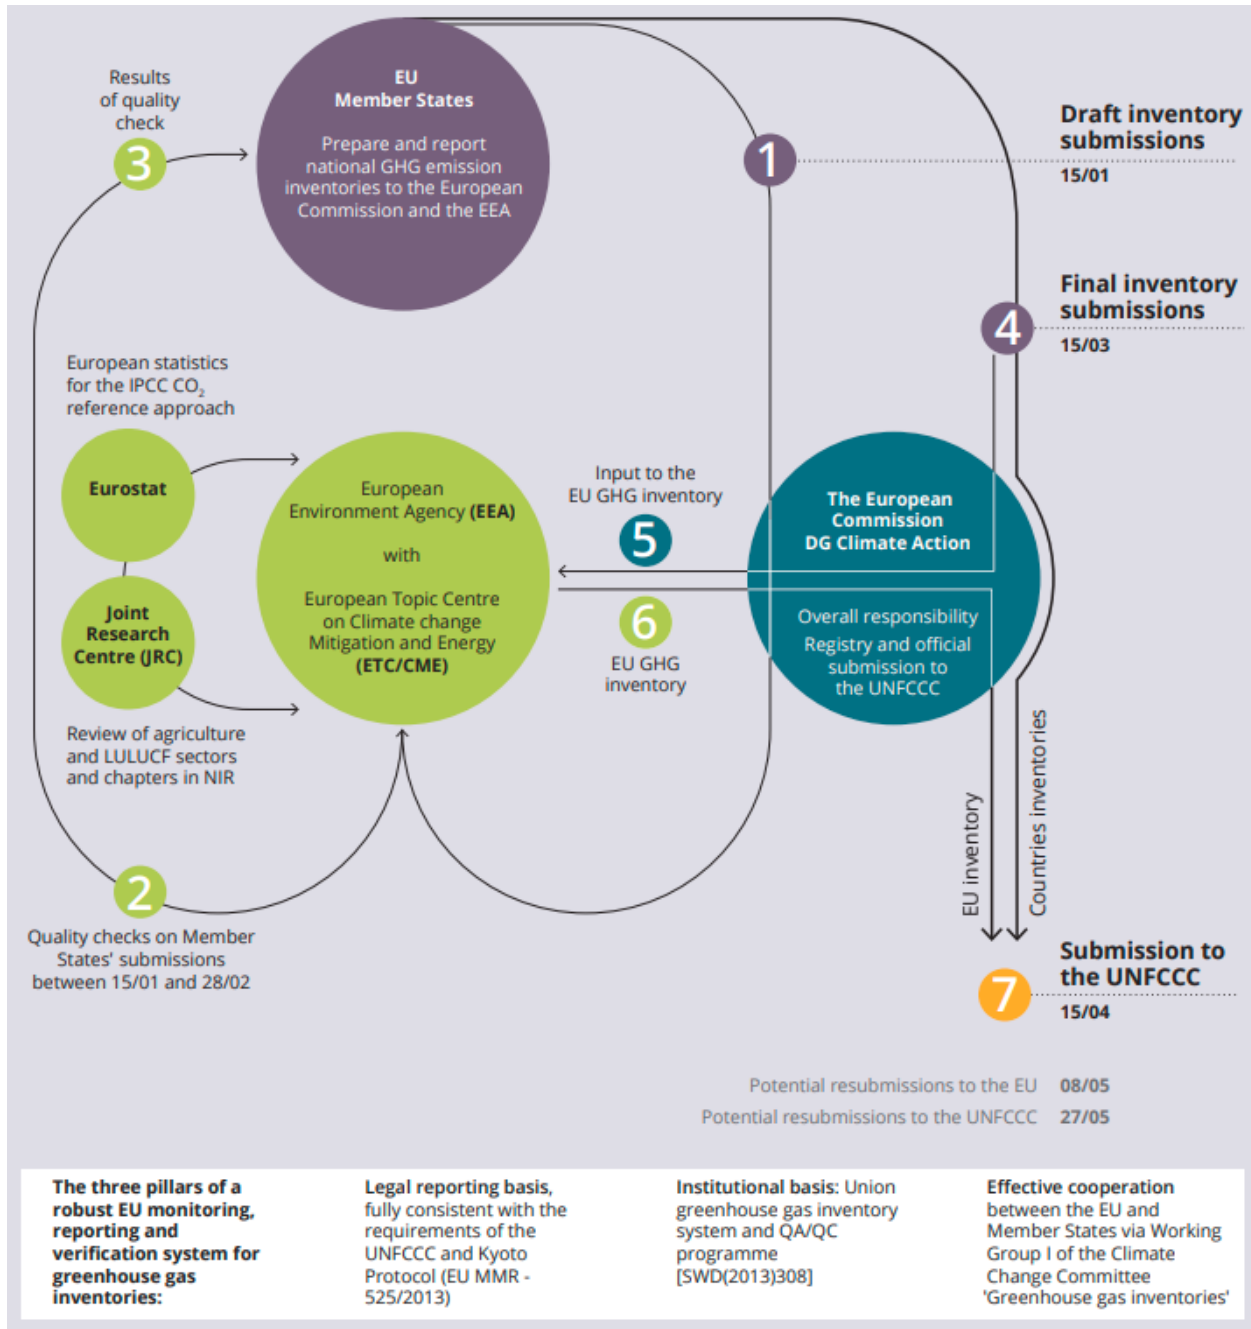 Results
of quality
check
3
EU
Member States
Prepare and report
national GHG emission
inventories to the European
Commission and the EEA
1
Draft inventory
submissions
15/01
4
Final inventory
submissions
15/03
European statistics
for the IPCC CO₂
reference approach
Eurostat
Joint
Research
Centre (JRC)
Review of agriculture
and LULUCF sectors
and chapters in NIR
European
Environment Agency (EEA)
with
European Topic Centre
on Climate change
Mitigation and Energy
(ETC/CME)
Input to the
EU GHG inventory
5
6
EU GHG
inventory
The European
Commission
DG Climate Action
Overall responsibility
Registry and official
submission to
the UNFCCC
2
Quality checks on Member
States' submissions
between 15/01 and 28/02
EU inventory
Countries inventories
7
Submission to
the UNFCCC
15/04
Potential resubmissions to the EU 08/05
Potential resubmissions to the UNFCCC 27/05
The three pillars of a
robust EU monitoring,
reporting and
verification system for
greenhouse gas
inventories:
Legal reporting basis,
fully consistent with the
requirements of the
UNFCCC and Kyoto
Protocol (EU MMR -
525/2013)
Institutional basis: Union
greenhouse gas inventory
system and QA/QC
programme
[SWD(2013)308]
Effective cooperation
between the EU and
Member States via Working
Group I of the Climate
Change Committee
'Greenhouse gas inventories'